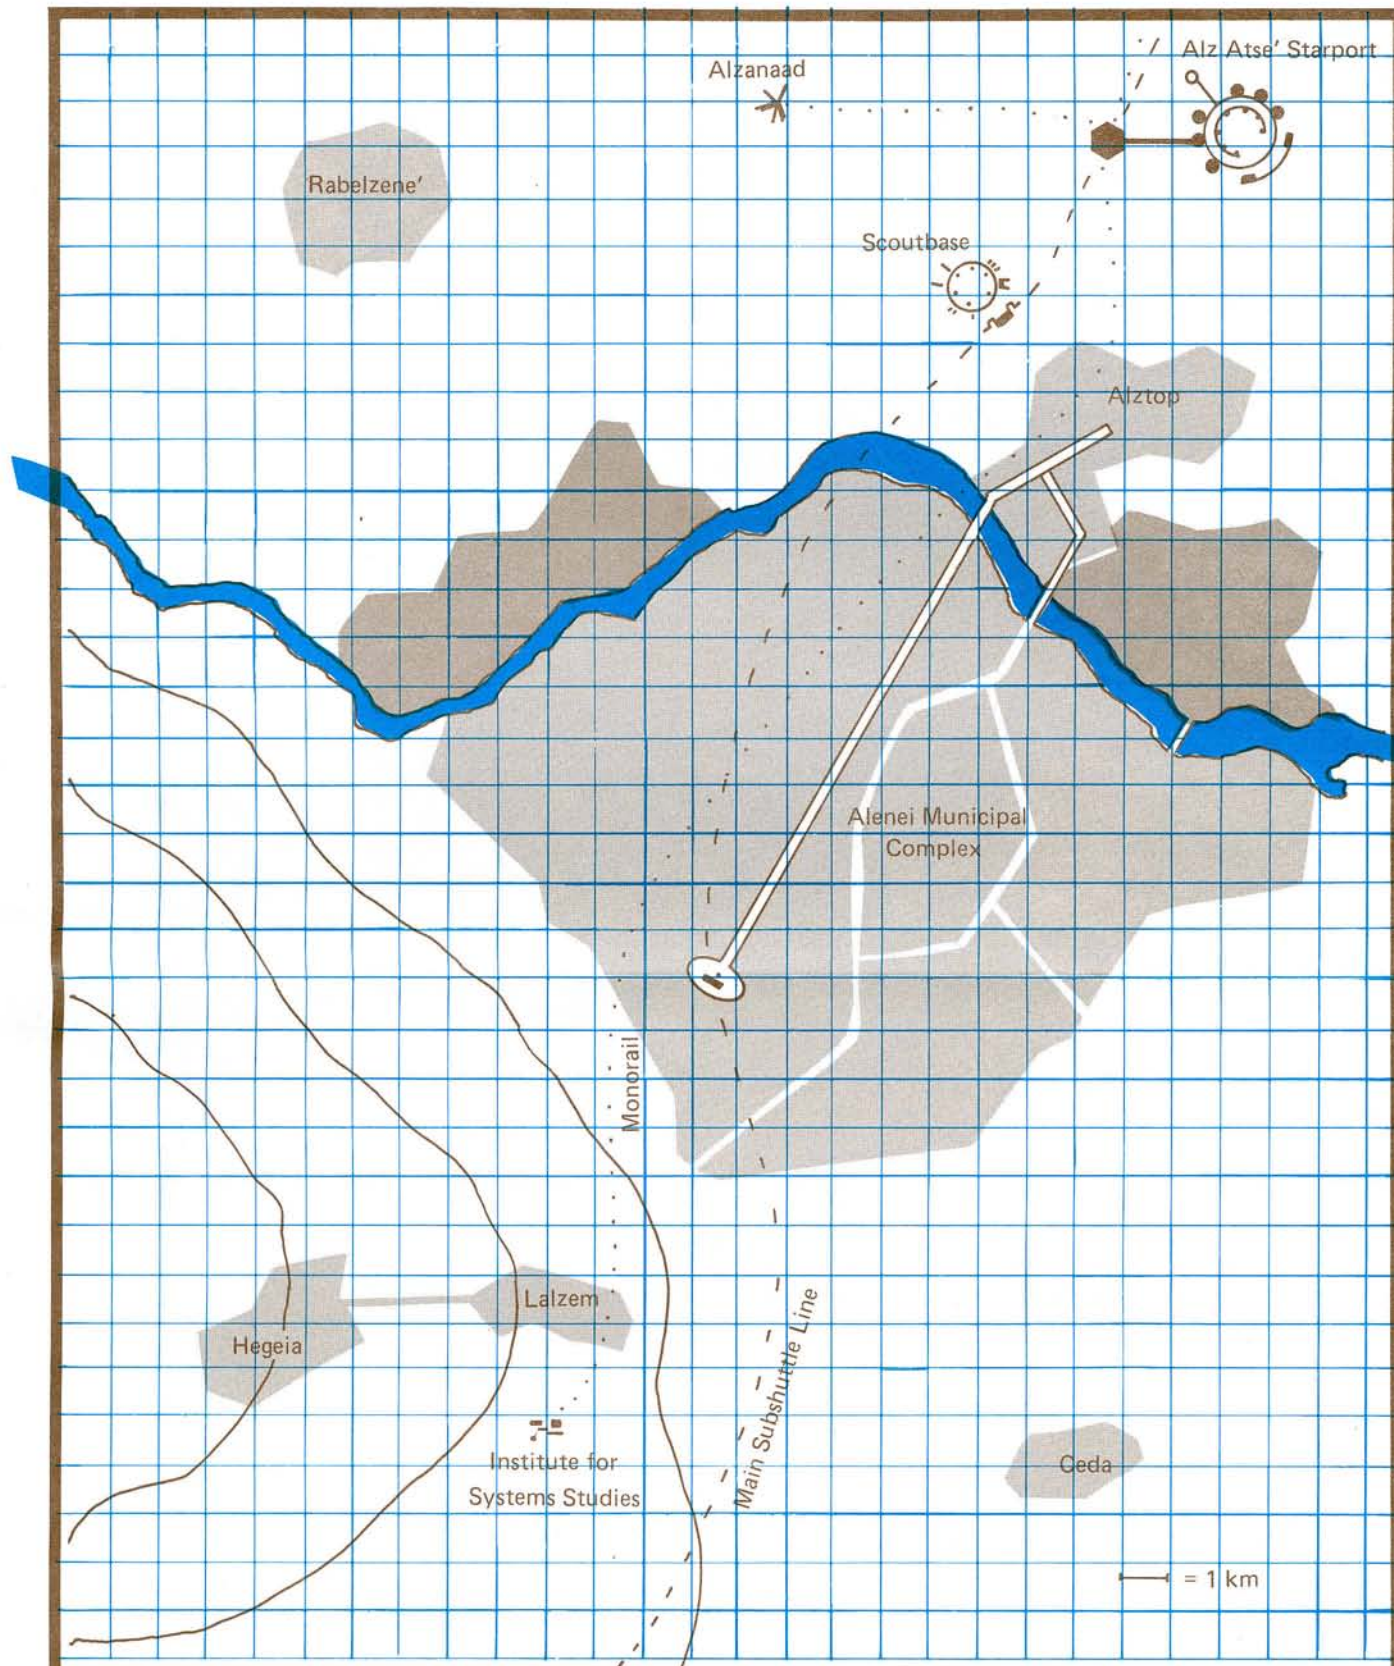 Alz Atse' Starport
Alzanaad
Rabelzene'
Scoutbase
Alztop
Alenei Municipal
Complex
Monorail
Lalzem
Hegeia
Main Subshuttle Line
Institute for
Systems Studies
Ceda
= 1 km